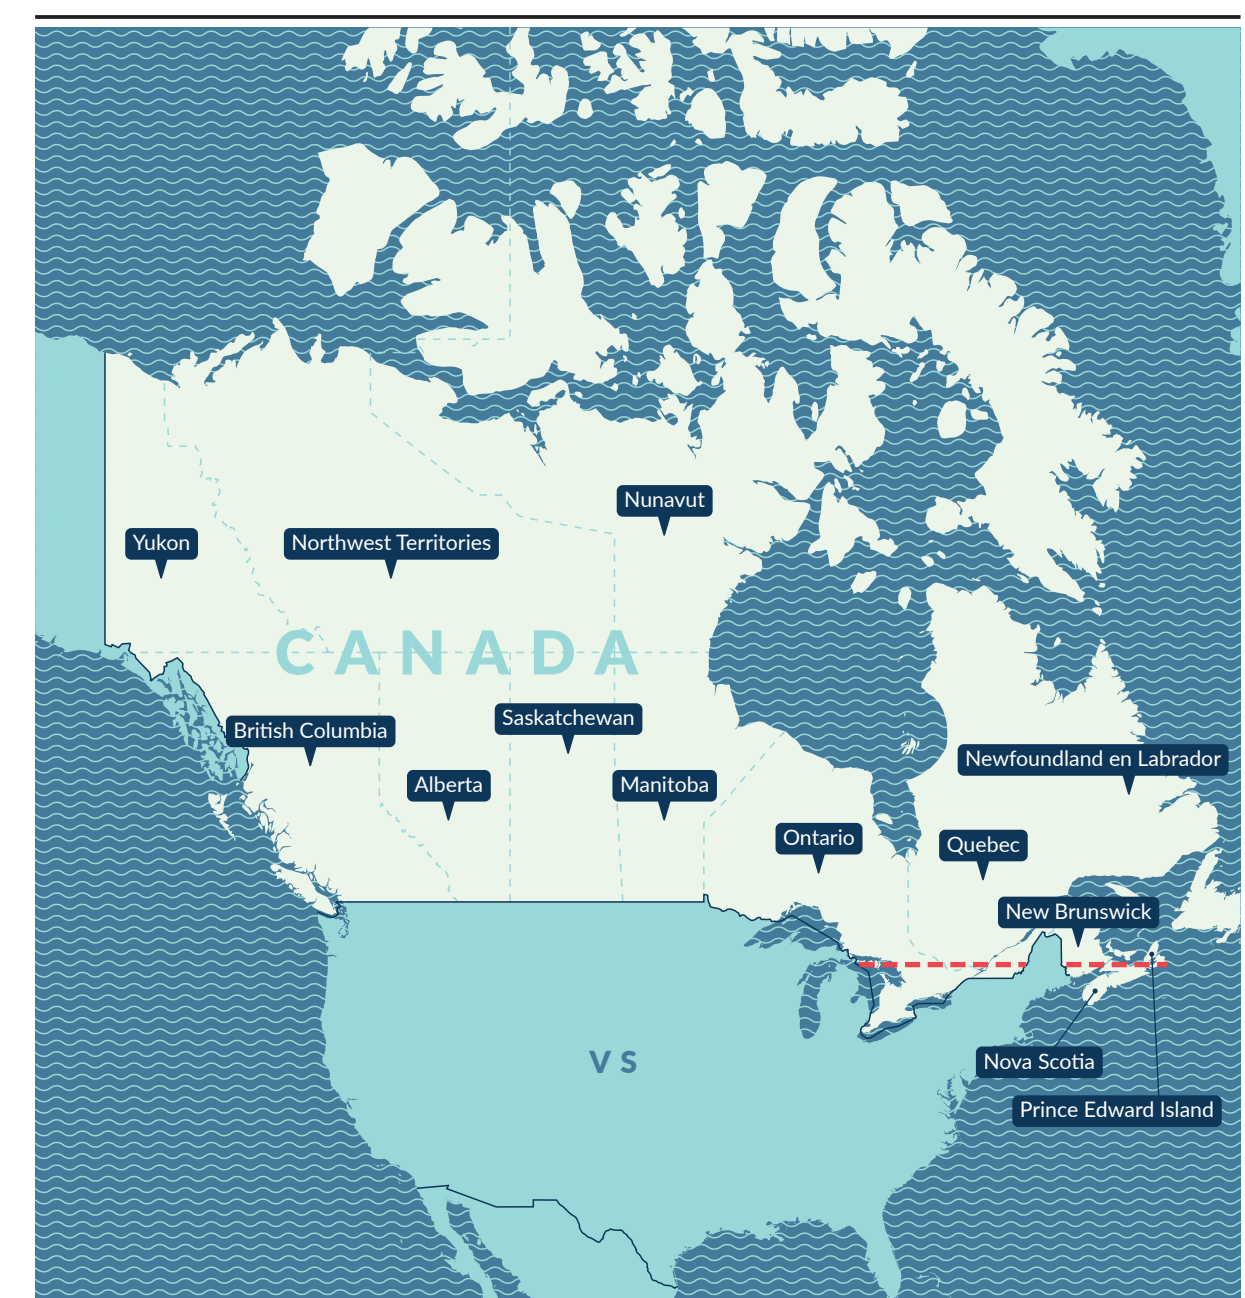 Nunavut
Yukon
Northwest Territories
CANADA
British Columbia
Saskatchewan
Newfoundland en Labrador
Alberta
Manitoba
Ontario
Quebec
New Brunswick
VS
Nova Scotia
Prince Edward Island